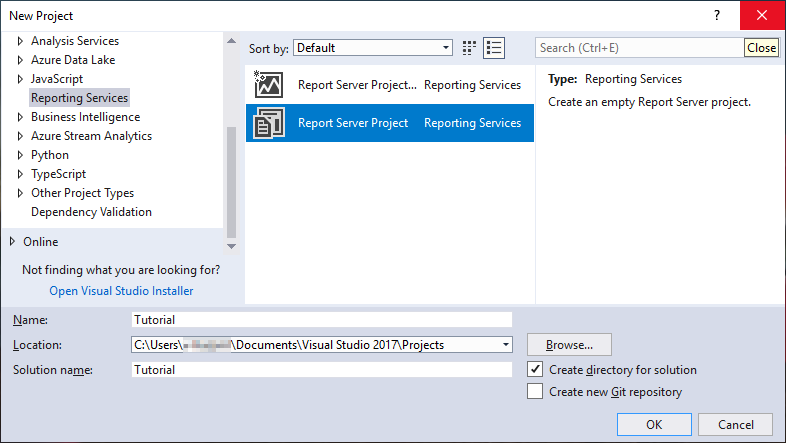 New Project
?
Analysis Services
Azure Data Lake
JavaScript
Reporting Services
Business Intelligence
Azure Stream Analytics
Python
TypeScript
Other Project Types
Dependency Validation
Online
Not finding what you are looking for?
Open Visual Studio Installer
Sort by: Default
Search (Ctrl+E)
Close
Report Server Project... Reporting Services
Report Server Project Reporting Services
Type: Reporting Services
Create an empty Report Server project.
Name: Tutorial
Location: C:\Users\ \Documents\Visual Studio 2017\Projects
Browse...
Solution name: Tutorial
Create directory for solution
Create new Git repository
OK
Cancel